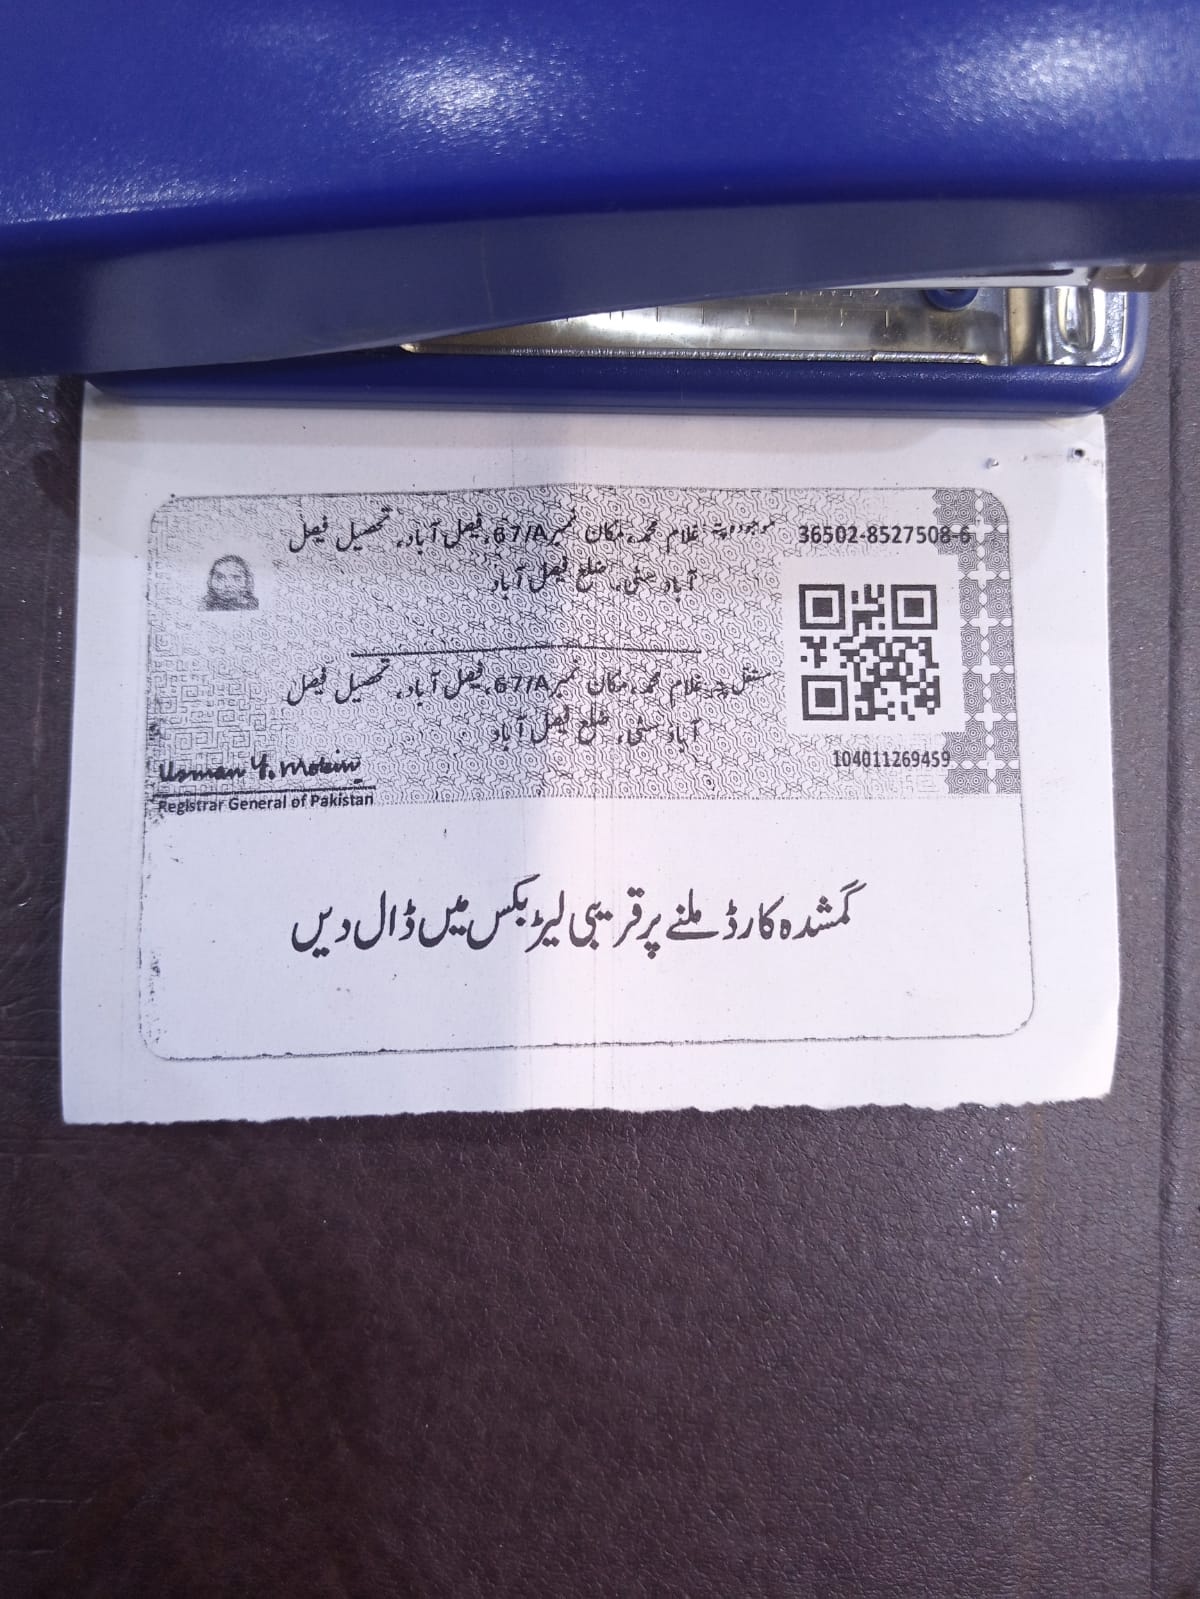 موجودہ پتہ: غلام محمد، مکان نمبر 67/A، فیصل آباد، تحصیل فیصل
آباد سٹی، ضلع فیصل آباد
36502-8527508-6
مستقل پتہ: غلام محمد، مکان نمبر 67/A، فیصل آباد، تحصیل فیصل
آباد سٹی، ضلع فیصل آباد
104011269459
Usman Y. Mobin
Registrar General of Pakistan
گمشدہ کارڈ ملنے پر قریبی لیٹر بکس میں ڈال دیں